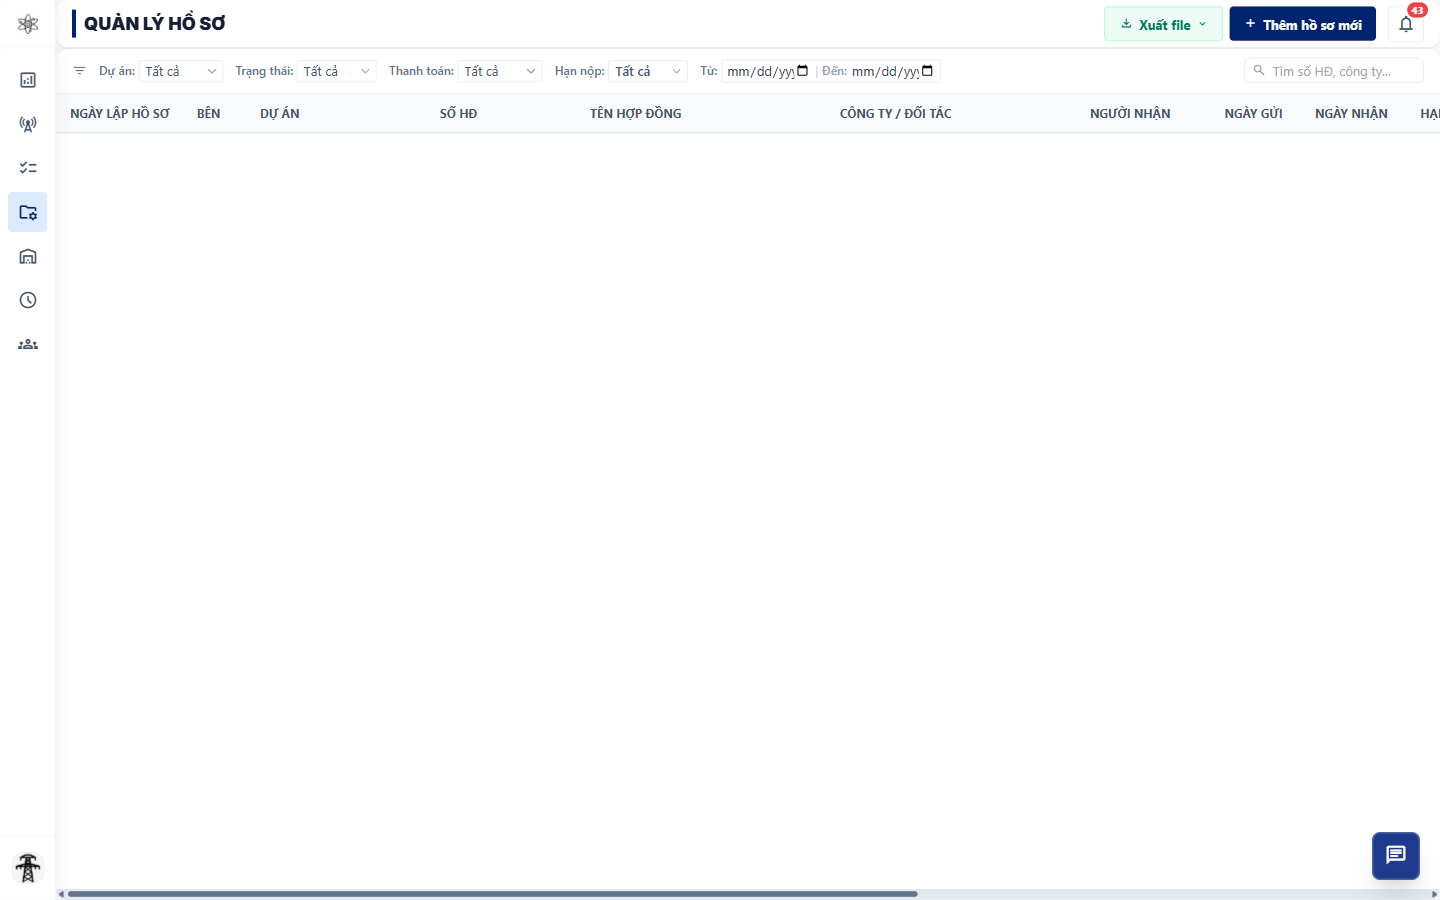 QUẢN LÝ HỒ SƠ
Xuất file
Thêm hồ sơ mới
43
Dự án: Tất cả
Trạng thái: Tất cả
Thanh toán: Tất cả
Hạn nộp: Tất cả
Từ: mm/dd/yyy | Đến: mm/dd/yyy
Tìm số HĐ, công ty...
NGÀY LẬP HỒ SƠ BÊN DỰ ÁN SỐ HĐ TÊN HỢP ĐỒNG CÔNG TY / ĐỐI TÁC NGƯỜI NHẬN NGÀY GỬI NGÀY NHẬN